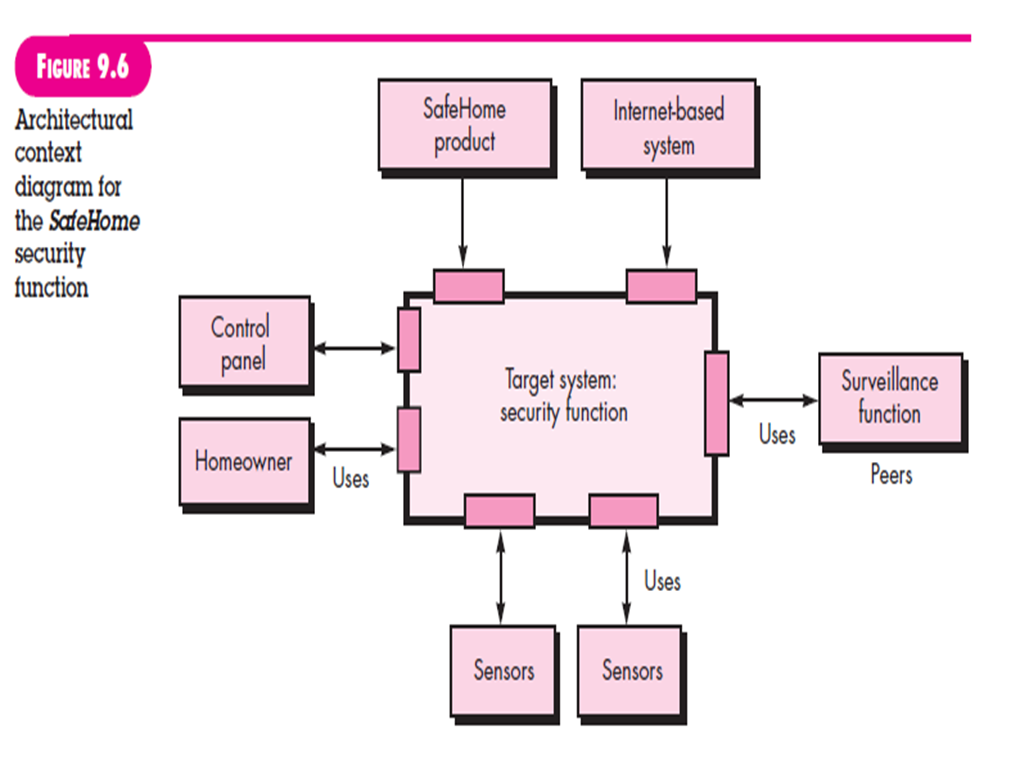 FIGURE 9.6
Architectural
context
diagram for
the SafeHome
security
function
SafeHome
product
Internet-based
system
Control
panel
Target system:
security function
Surveillance
function
Uses
Peers
Homeowner
Uses
Uses
Sensors
Sensors